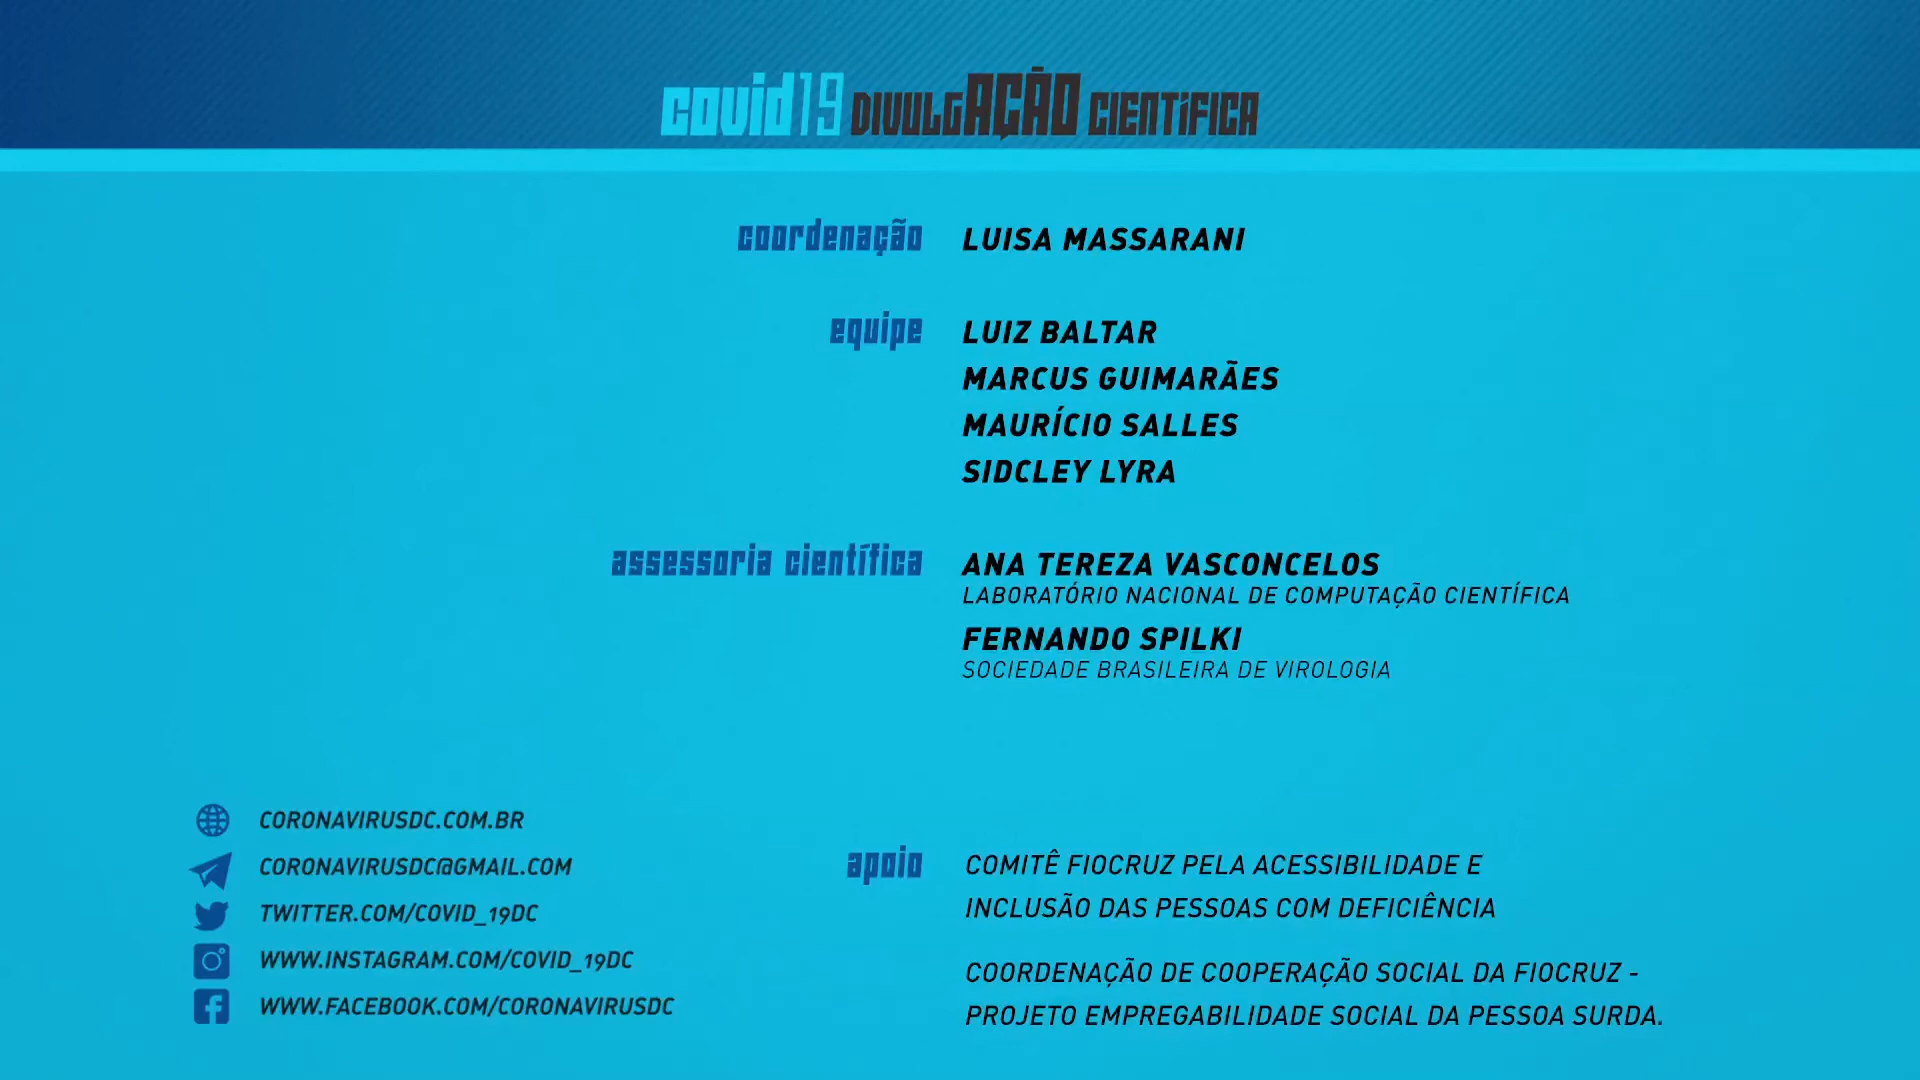 covid19 DIVULGAÇÃO CIENTÍFICA
coordenação LUISA MASSARANI
equipe LUIZ BALTAR
MARCUS GUIMARÃES
MAURÍCIO SALLES
SIDCLEY LYRA
assessoria científica ANA TEREZA VASCONCELOS
LABORATÓRIO NACIONAL DE COMPUTAÇÃO CIENTÍFICA
FERNANDO SPILKI
SOCIEDADE BRASILEIRA DE VIROLOGIA
CORONAVIRUSDC.COM.BR
CORONAVIRUSDC@GMAIL.COM
TWITTER.COM/COVID_19DC
WWW.INSTAGRAM.COM/COVID_19DC
WWW.FACEBOOK.COM/CORONAVIRUSDC
apoio COMITÊ FIOCRUZ PELA ACESSIBILIDADE E
INCLUSÃO DAS PESSOAS COM DEFICIÊNCIA
COORDENAÇÃO DE COOPERAÇÃO SOCIAL DA FIOCRUZ -
PROJETO EMPREGABILIDADE SOCIAL DA PESSOA SURDA.